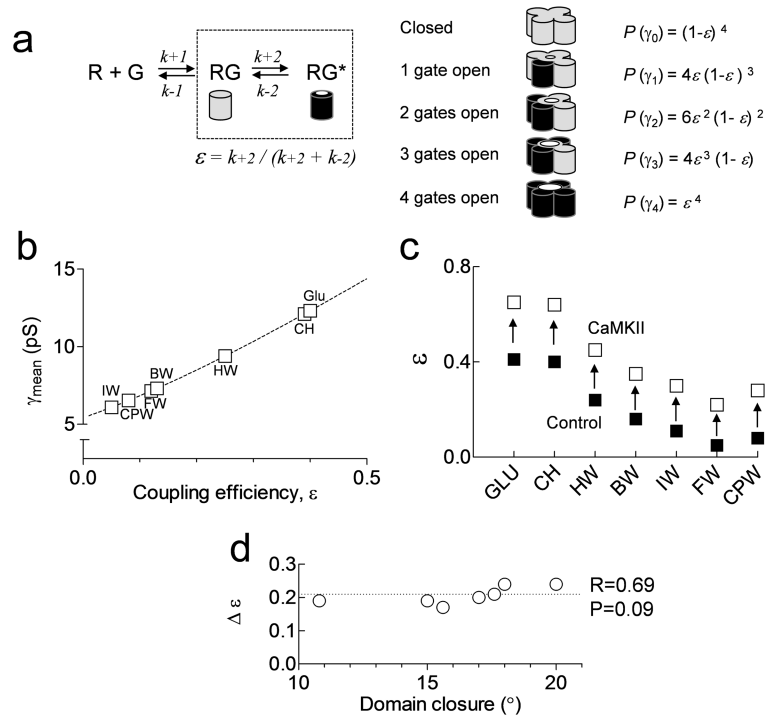 a
k+1 k+2
R + G RG RG*
k-1 k-2
ε = k+2 / (k+2 + k-2)
Closed P (γ0) = (1-ε) 4
1 gate open P (γ1) = 4ε (1-ε) 3
2 gates open P (γ2) = 6ε 2 (1- ε) 2
3 gates open P (γ3) = 4ε3 (1- ε)
4 gates open P (γ4) = ε 4
b
15
10
5
γmean (pS)
IW
CPW
FW
BW
HW
CH
Glu
0.0 0.5
Coupling efficiency, ε
c
0.8
0.4
0.0
ε
CaMKII
Control
GLU
CH
HW
BW
IW
FW
CPW
d
0.3
0.2
0.1
0.0
Δ ε
R=0.69
P=0.09
10 15 20
Domain closure (°)